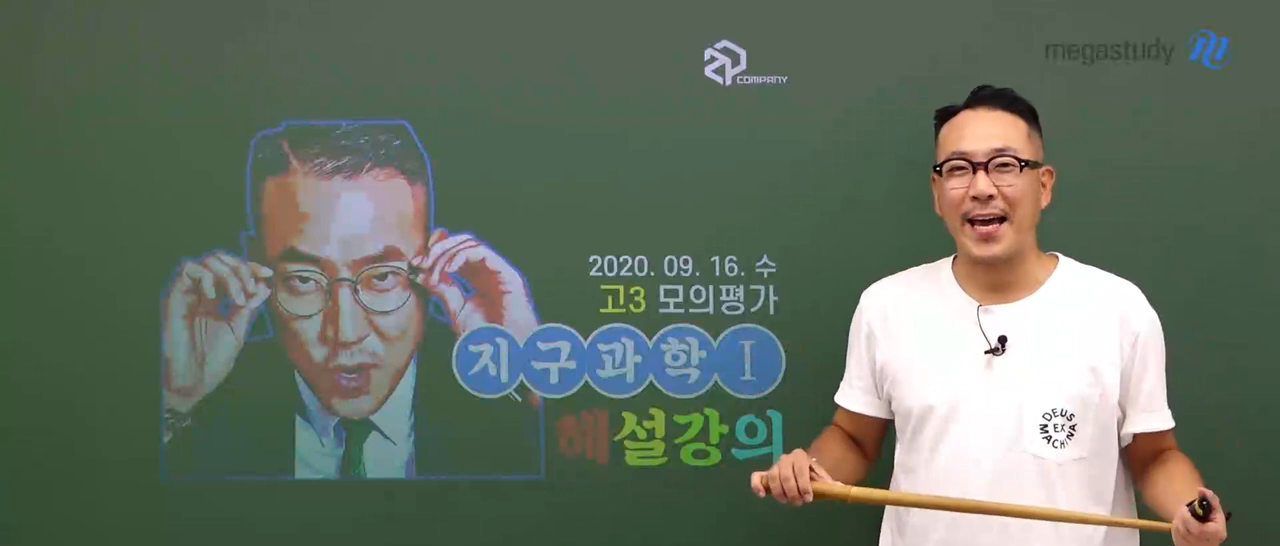 ZP COMPANY
megastudy m
2020. 09. 16. 수
고3 모의평가
지구과학 I
해설강의
DEUS
EX
MACHINA